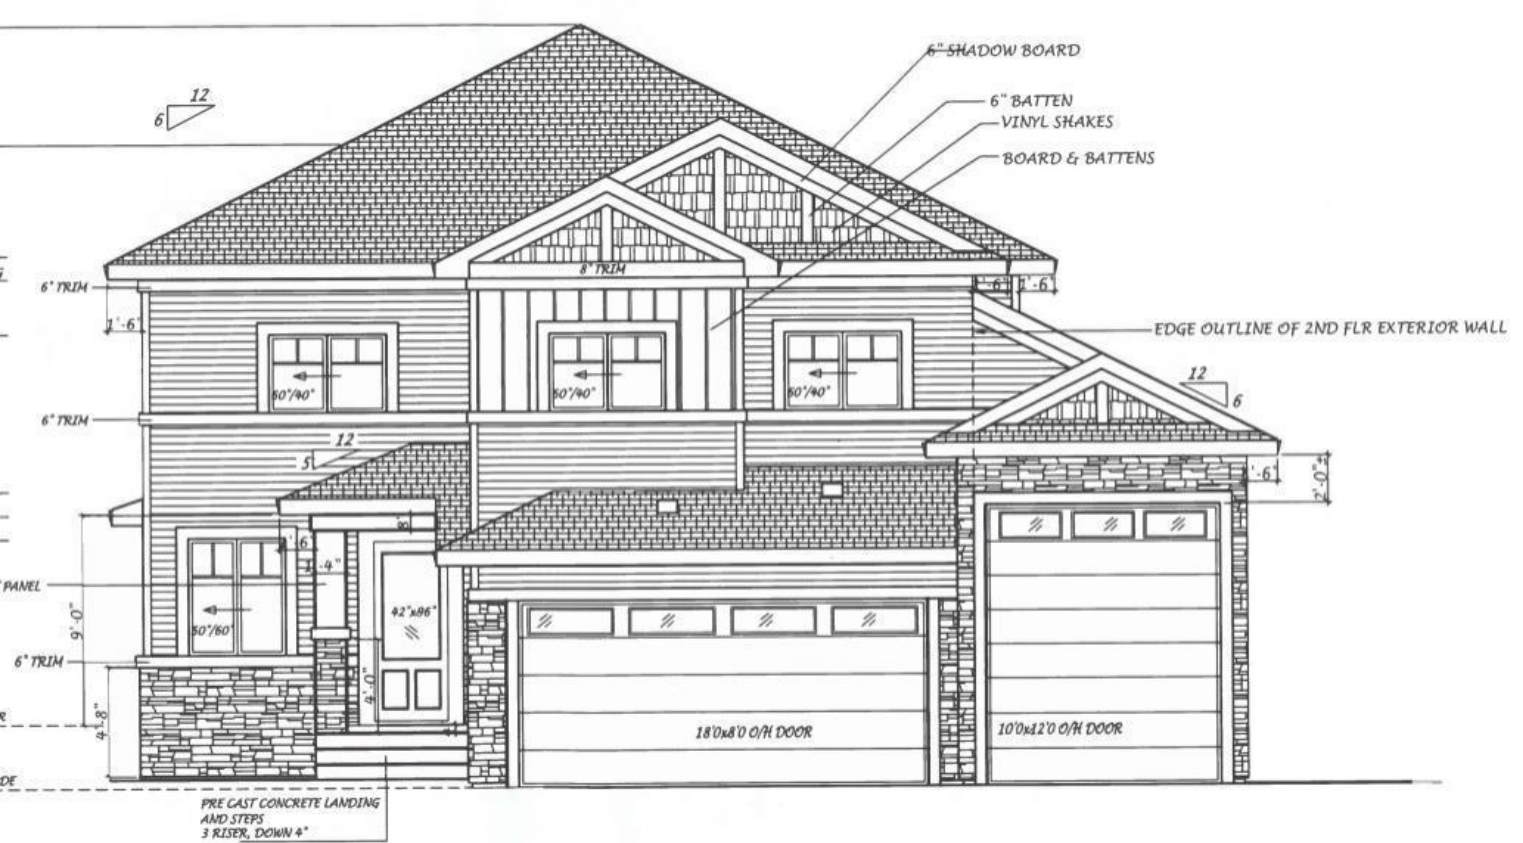 6" SHADOW BOARD
12
6
6" BATTEN
VINYL SHAKES
BOARD & BATTENS
8" TRIM
6" TRIM
1'-6"
1'-6"
1'-6
EDGE OUTLINE OF 2ND FLR EXTERIOR WALL
60"/40"
60"/40"
60"/40"
12
6
6" TRIM
12
5
'-6
2'-0"±
8"
'-6
1'-4"
PANEL
42"x96"
9'-0"
60"/60"
6" TRIM
4'-0"
4'-8"
18'0x8'0 O/H DOOR
10'0x12'0 O/H DOOR
DE
PRE CAST CONCRETE LANDING
AND STEPS
3 RISER, DOWN 4"